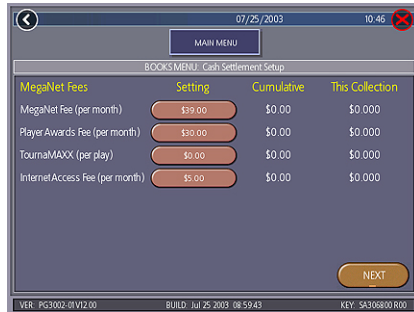 07/25/2003 10:46
MAIN MENU
BOOKS MENU: Cash Settlement Setup
MegaNet Fees Setting Cumulative This Collection
MegaNet Fee (per month) $39.00 $0.00 $0.000
Player Awards Fee (per month) $30.00 $0.00 $0.000
TournaMAXX (per play) $0.00 $0.00 $0.000
Internet Access Fee (per month) $5.00 $0.00 $0.000
NEXT
VER: PG3002-01V12.00 BUILD: Jul 25 2003 08:59:43 KEY: SA306800 R00